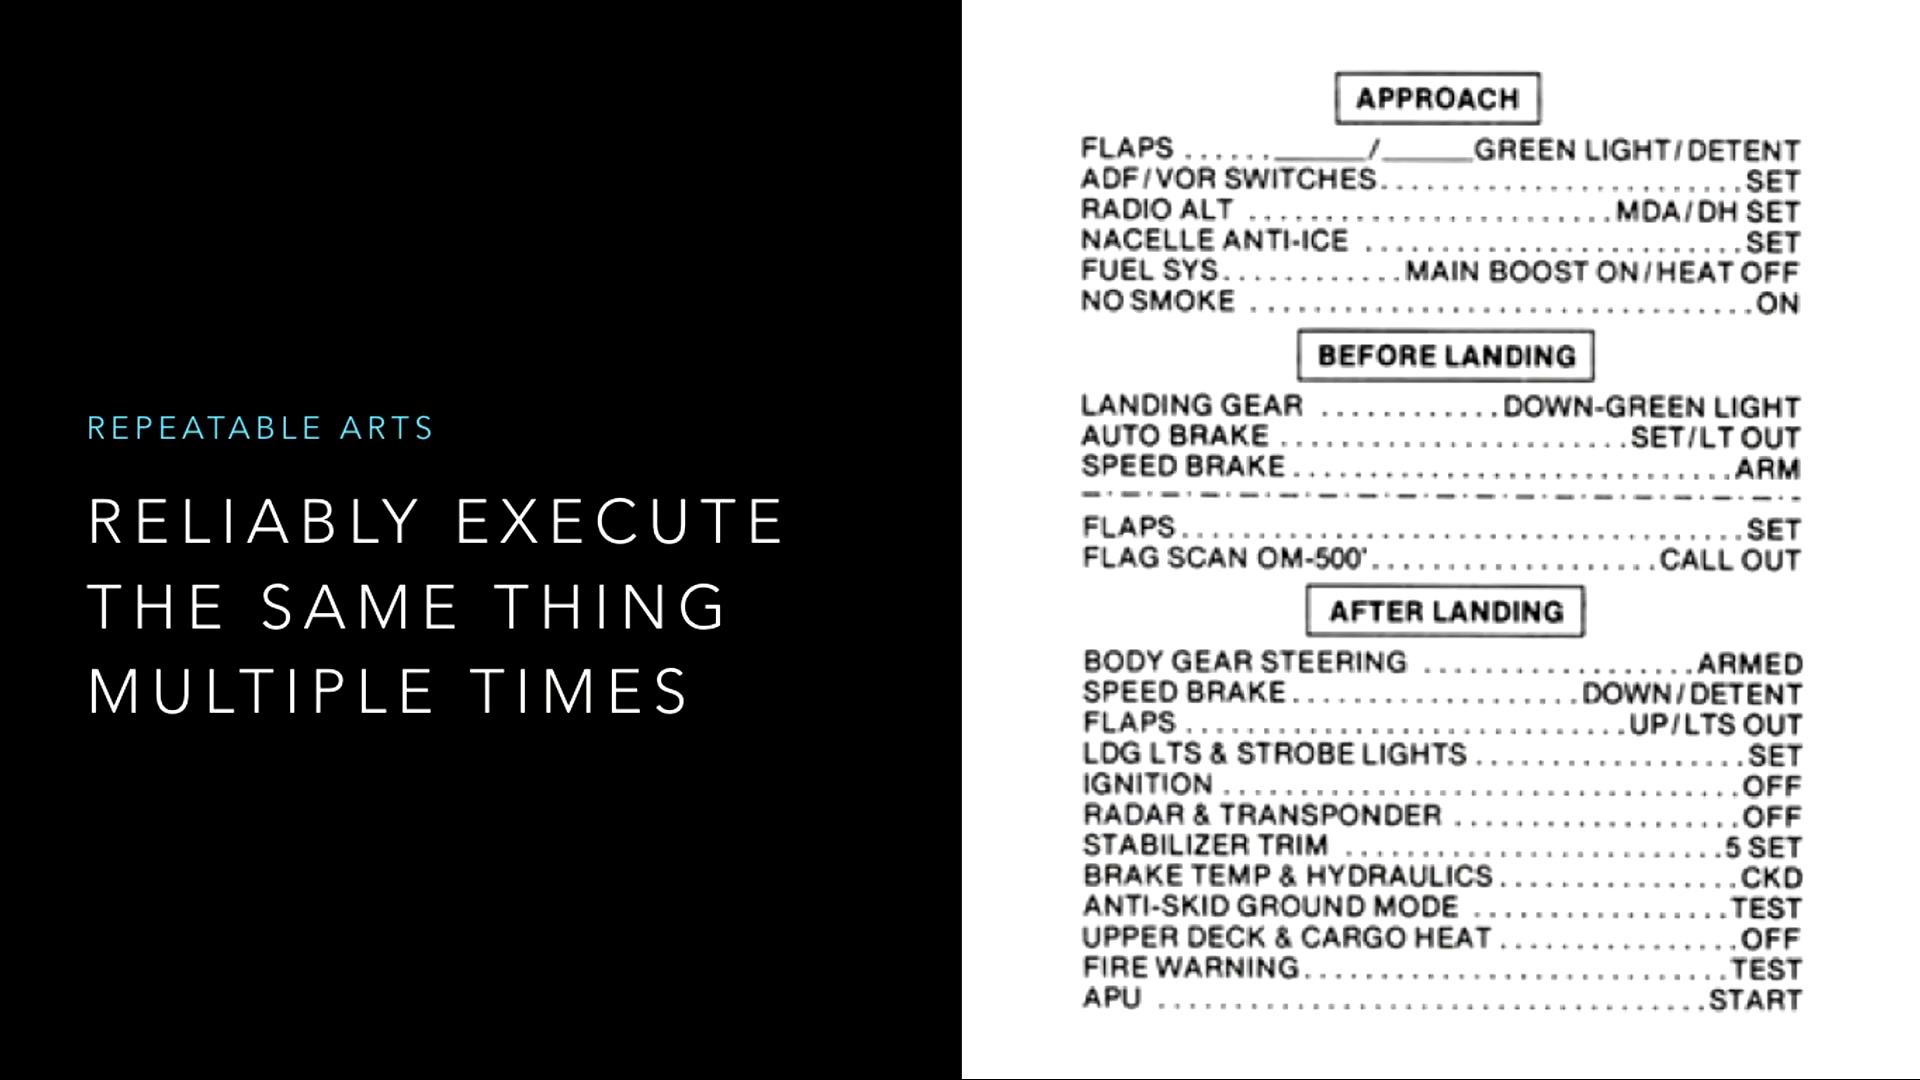 REPEATABLE ARTS
RELIABLY EXECUTE
THE SAME THING
MULTIPLE TIMES
APPROACH
FLAPS ......______/______GREEN LIGHT/DETENT
ADF/VOR SWITCHES........................SET
RADIO ALT ........................MDA/DH SET
NACELLE ANTI-ICE .........................SET
FUEL SYS............MAIN BOOST ON/HEAT OFF
NO SMOKE .................................ON
BEFORE LANDING
LANDING GEAR ............DOWN-GREEN LIGHT
AUTO BRAKE .......................SET/LT OUT
SPEED BRAKE.............................ARM
FLAPS.....................................SET
FLAG SCAN OM-500'...................CALL OUT
AFTER LANDING
BODY GEAR STEERING ..................ARMED
SPEED BRAKE...................DOWN/DETENT
FLAPS .............................UP/LTS OUT
LDG LTS & STROBE LIGHTS ..................SET
IGNITION ..................................OFF
RADAR & TRANSPONDER ...................OFF
STABILIZER TRIM .........................5 SET
BRAKE TEMP & HYDRAULICS................CKD
ANTI-SKID GROUND MODE .................TEST
UPPER DECK & CARGO HEAT ................OFF
FIRE WARNING............................TEST
APU ....................................START